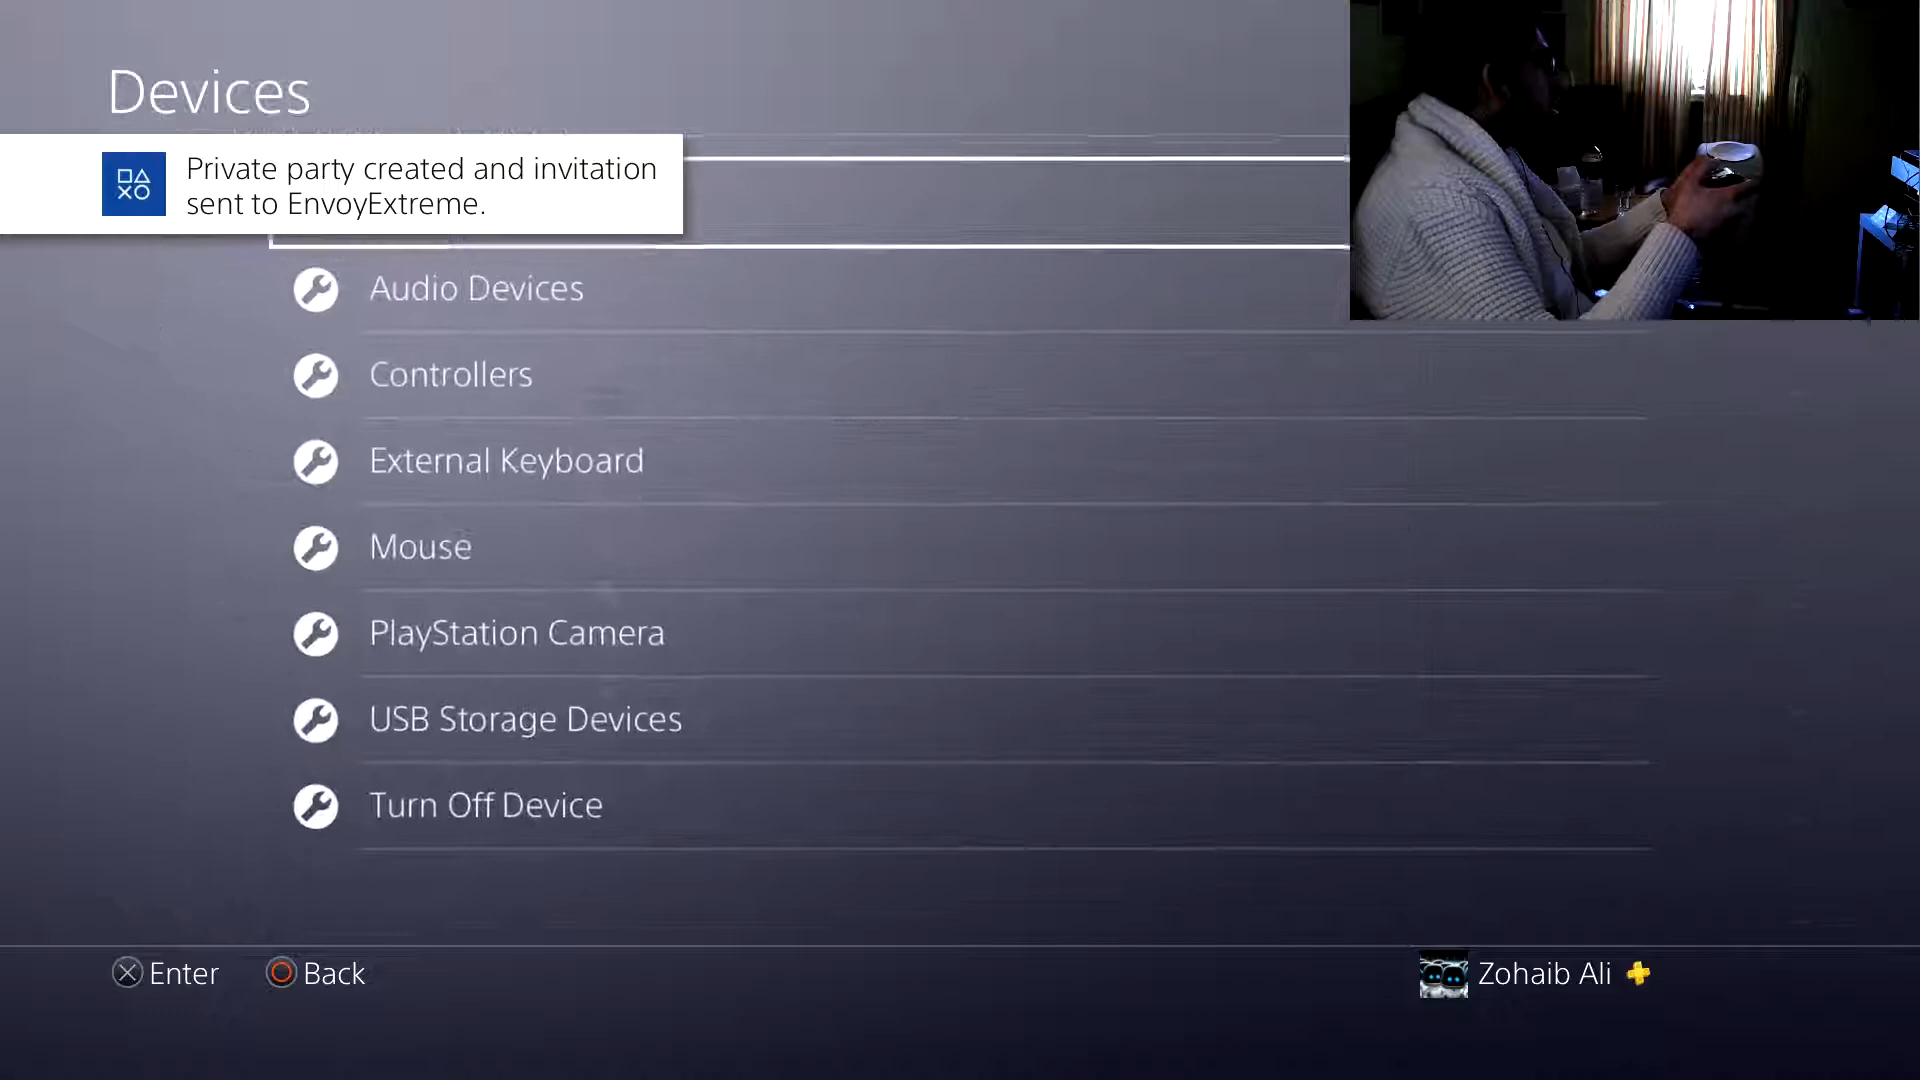 Devices
Private party created and invitation
sent to EnvoyExtreme.
Audio Devices
Controllers
External Keyboard
Mouse
PlayStation Camera
USB Storage Devices
Turn Off Device
Enter
Back
Zohaib Ali